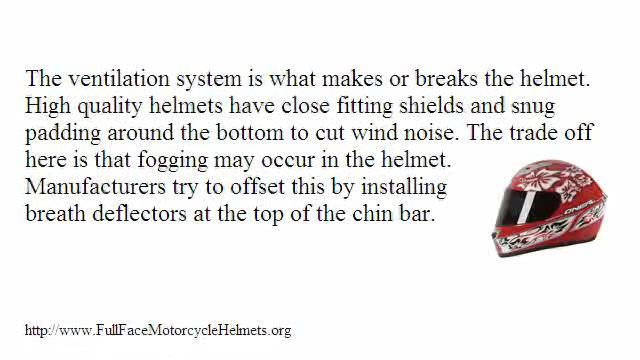 The ventilation system is what makes or breaks the helmet.
High quality helmets have close fitting shields and snug
padding around the bottom to cut wind noise. The trade off
here is that fogging may occur in the helmet.
Manufacturers try to offset this by installing
breath deflectors at the top of the chin bar.
ONEAL
http://www.FullFaceMotorcycleHelmets.org